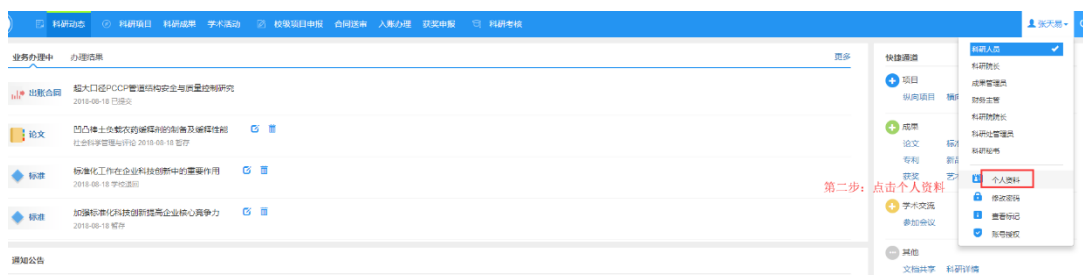 科研动态 科研项目 科研成果 学术活动 校级项目申报 合同送审 入账办理 获奖申报 科研考核 张天易
业务办理中 办理结果 更多 快捷通道
科研人员
科研院长
成果管理员
财务主管
科研院院长
科研处管理员
科研秘书
个人资料
修改密码
查看标记
账号授权
出账合同 超大口径PCCP管道结构安全与质量控制研究
2018-08-18 已提交
论文 凹凸棒土负载农药缓释剂的制备及缓释性能
社会科学管理与评论 2018-08-18 暂存
标准 标准化工作在企业科技创新中的重要作用
2018-08-18 学校退回
标准 加强标准化科技创新提高企业核心竞争力
2018-08-18 暂存
通知公告
项目
纵向项目 横向
成果
论文 标准
专利
获奖 艺术
第二步：点击个人资料
学术交流
参加会议
其他
文档共享 科研详情